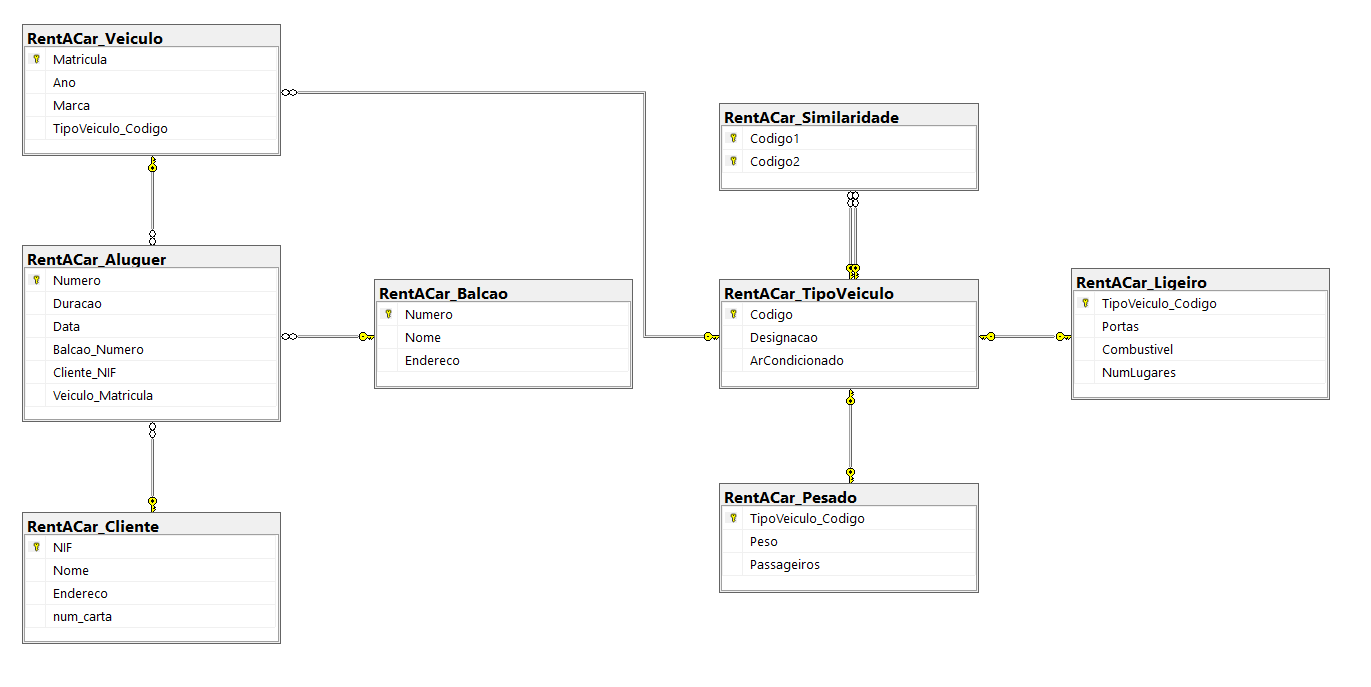 RentACar_Veiculo
Matricula
Ano
Marca
TipoVeiculo_Codigo
RentACar_Similaridade
Codigo1
Codigo2
RentACar_Aluguer
Numero
Duracao
Data
Balcao_Numero
Cliente_NIF
Veiculo_Matricula
RentACar_Balcao
Numero
Nome
Endereco
RentACar_TipoVeiculo
Codigo
Designacao
ArCondicionado
RentACar_Ligeiro
TipoVeiculo_Codigo
Portas
Combustivel
NumLugares
RentACar_Cliente
NIF
Nome
Endereco
num_carta
RentACar_Pesado
TipoVeiculo_Codigo
Peso
Passageiros